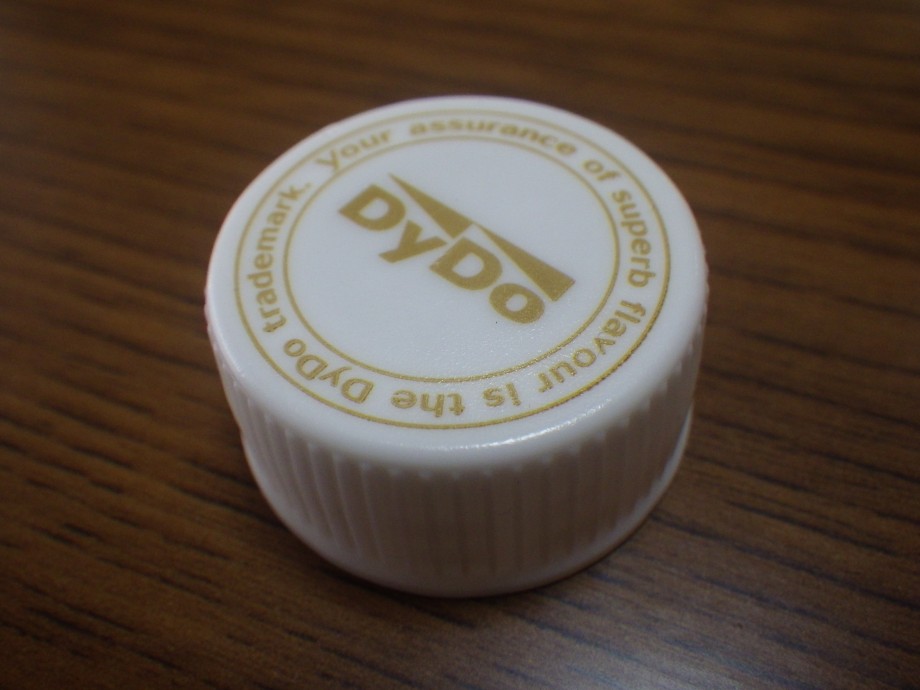 DyDo
Your assurance of superb flavour is the DyDo trademark.